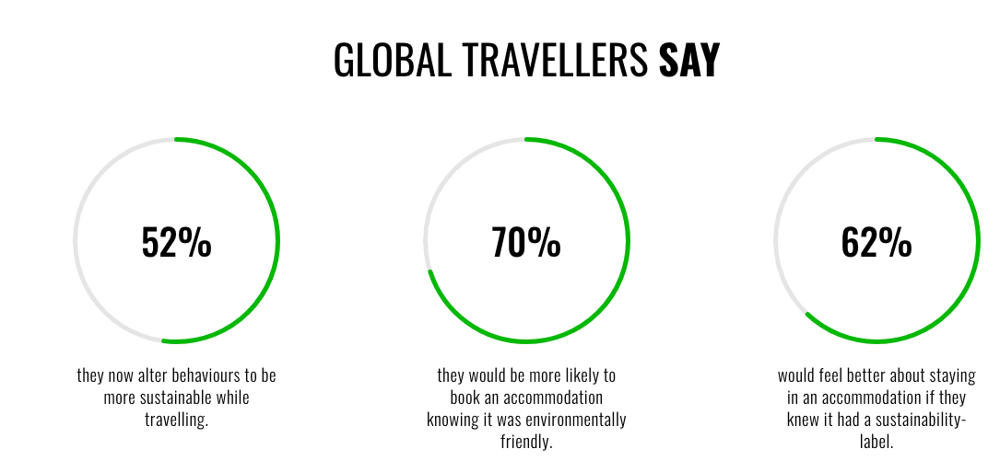 GLOBAL TRAVELLERS SAY
52%
they now alter behaviours to be
more sustainable while
travelling.
70%
they would be more likely to
book an accommodation
knowing it was environmentally
friendly.
62%
would feel better about staying
in an accommodation if they
knew it had a sustainability-
label.